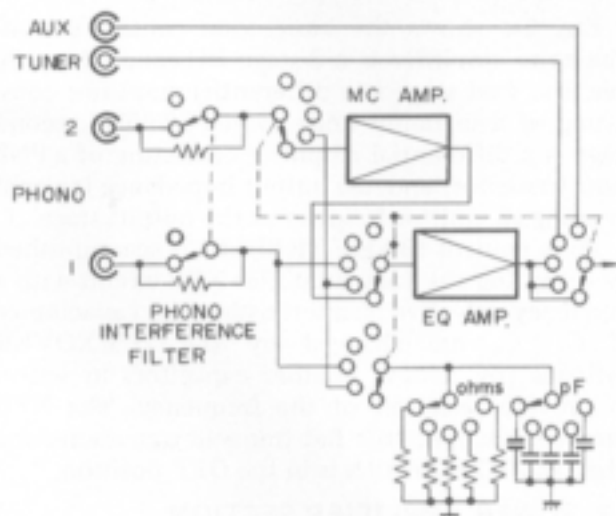 AUX
TUNER
MC AMP.
2
PHONO
1
PHONO
INTERFERENCE
FILTER
EQ AMP.
ohms
pF